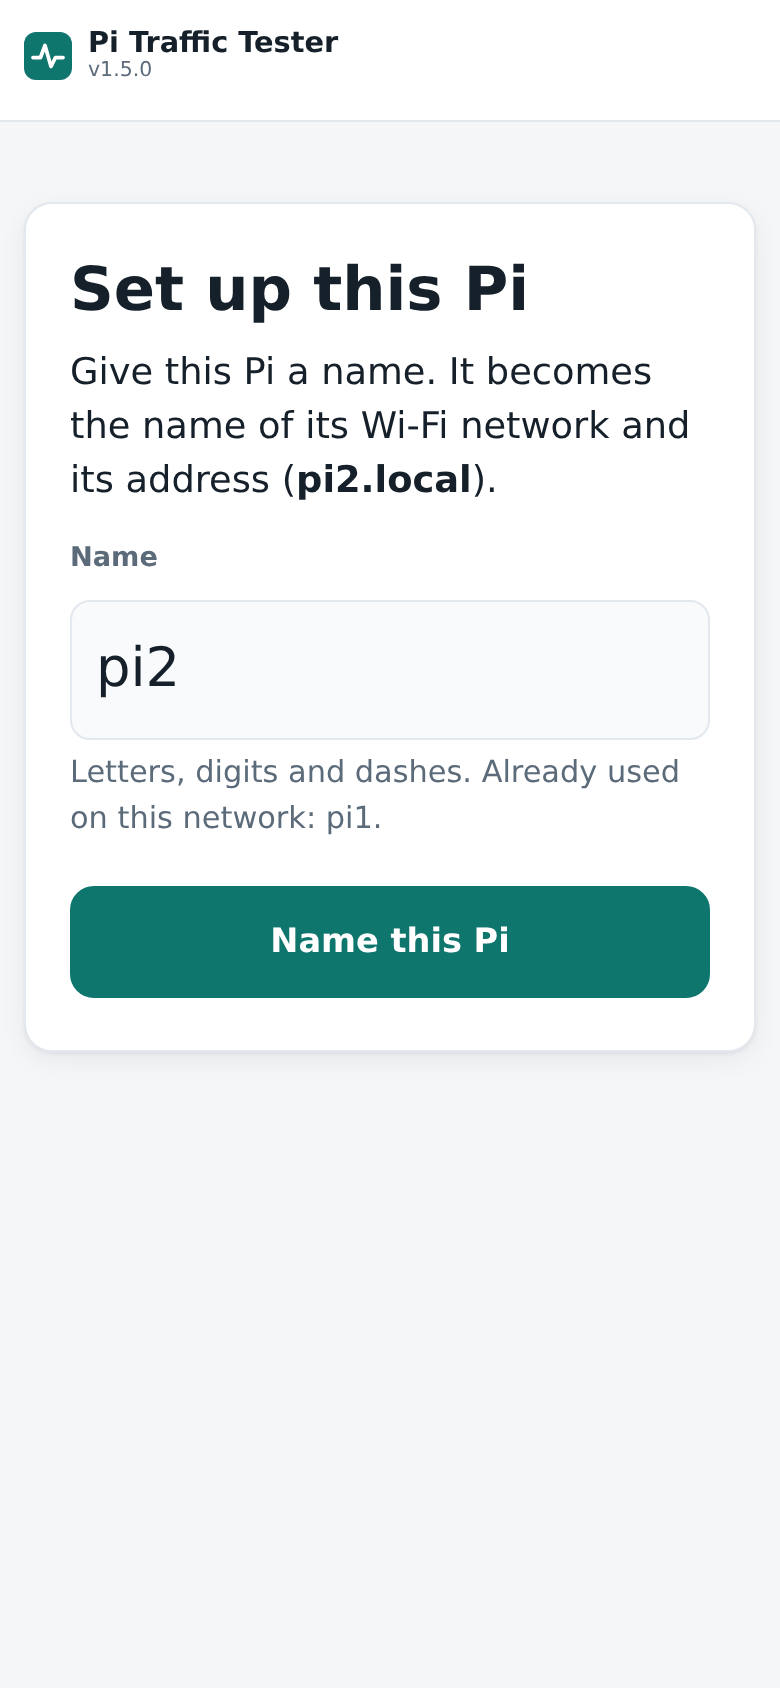 Pi Traffic Tester
v1.5.0
Set up this Pi
Give this Pi a name. It becomes
the name of its Wi-Fi network and
its address (pi2.local).
Name
pi2
Letters, digits and dashes. Already used
on this network: pi1.
Name this Pi